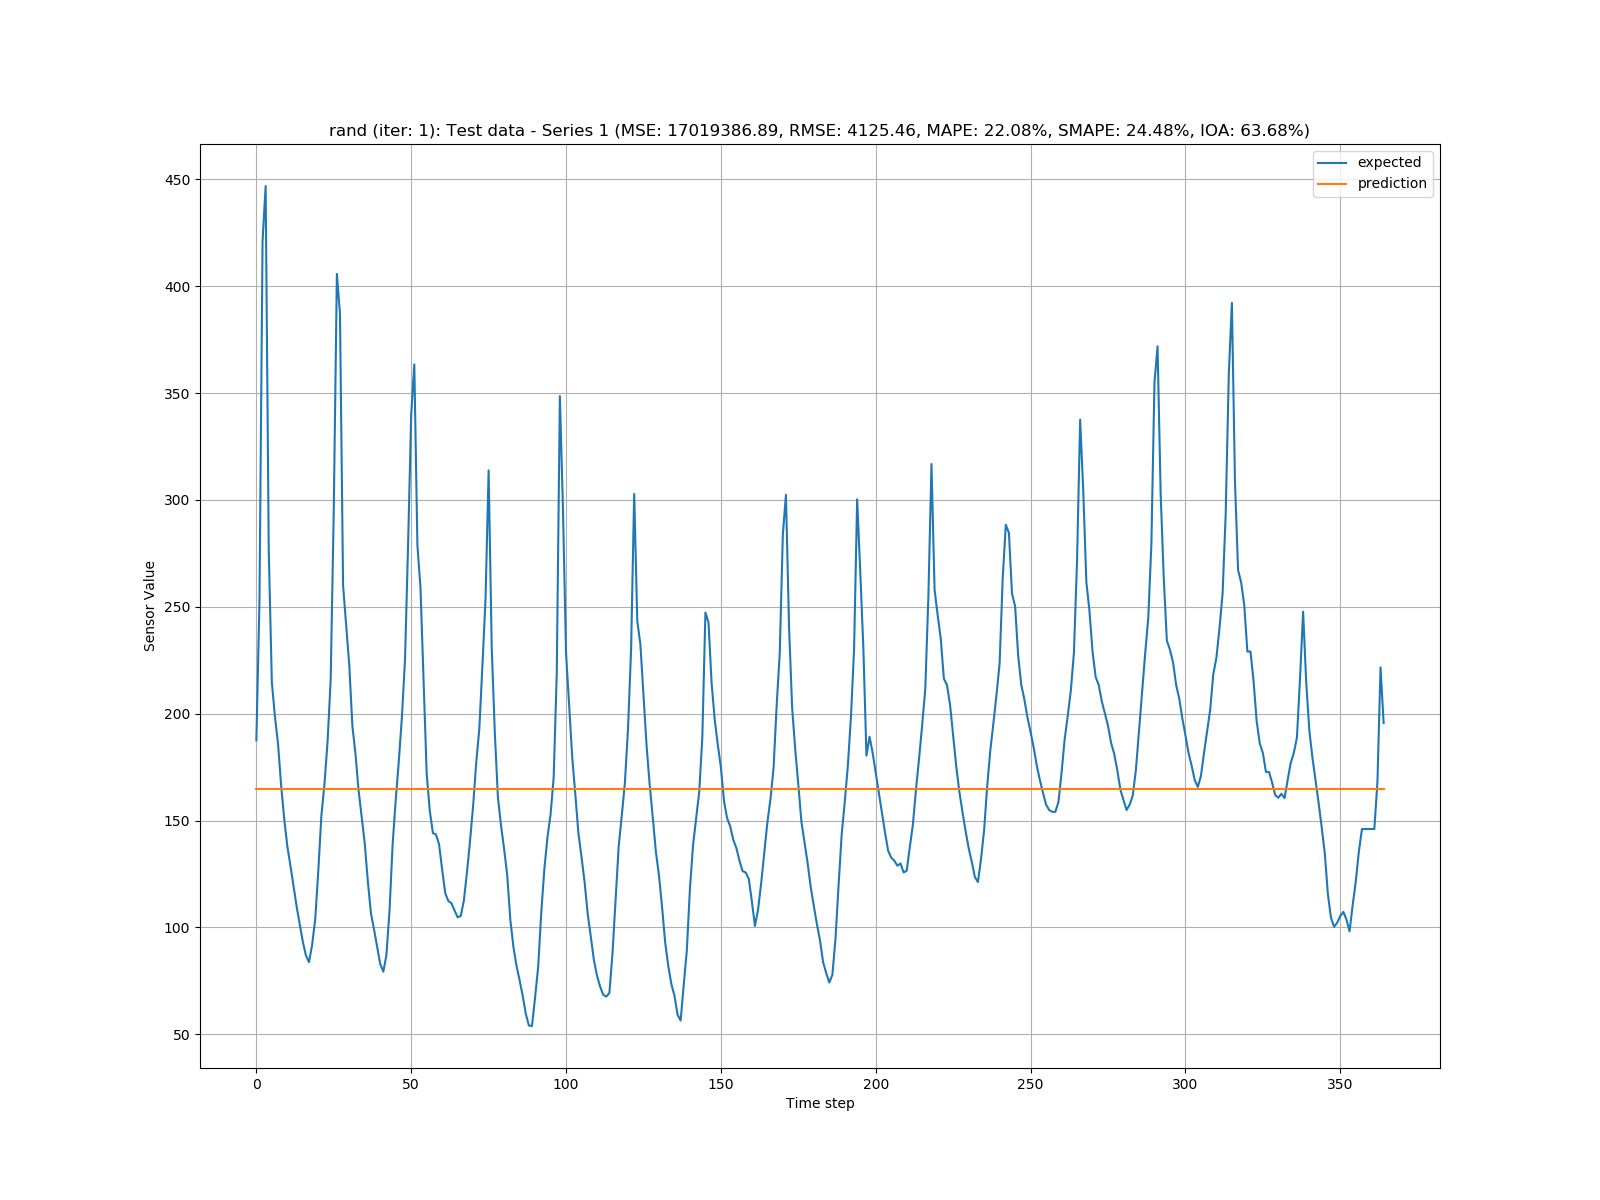 rand (iter: 1): Test data - Series 1 (MSE: 17019386.89, RMSE: 4125.46, MAPE: 22.08%, SMAPE: 24.48%, IOA: 63.68%)
expected
prediction
450
400
350
300
250
200
150
100
50
Sensor Value
0 50 100 150 200 250 300 350
Time step